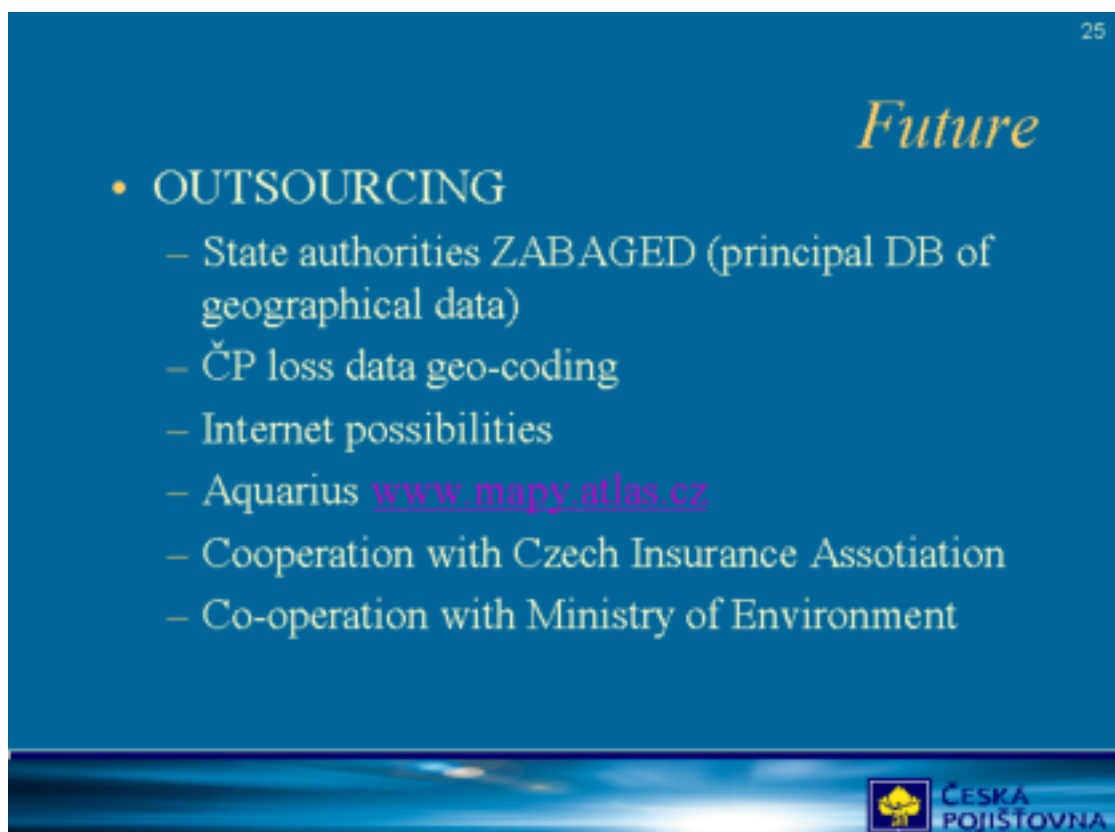 25
Future
• OUTSOURCING
– State authorities ZABAGED (principal DB of
geographical data)
– ČP loss data geo-coding
– Internet possibilities
– Aquarius www.mapy.atlas.cz
– Cooperation with Czech Insurance Assotiation
– Co-operation with Ministry of Environment
ČESKÁ
POJIŠŤOVNA